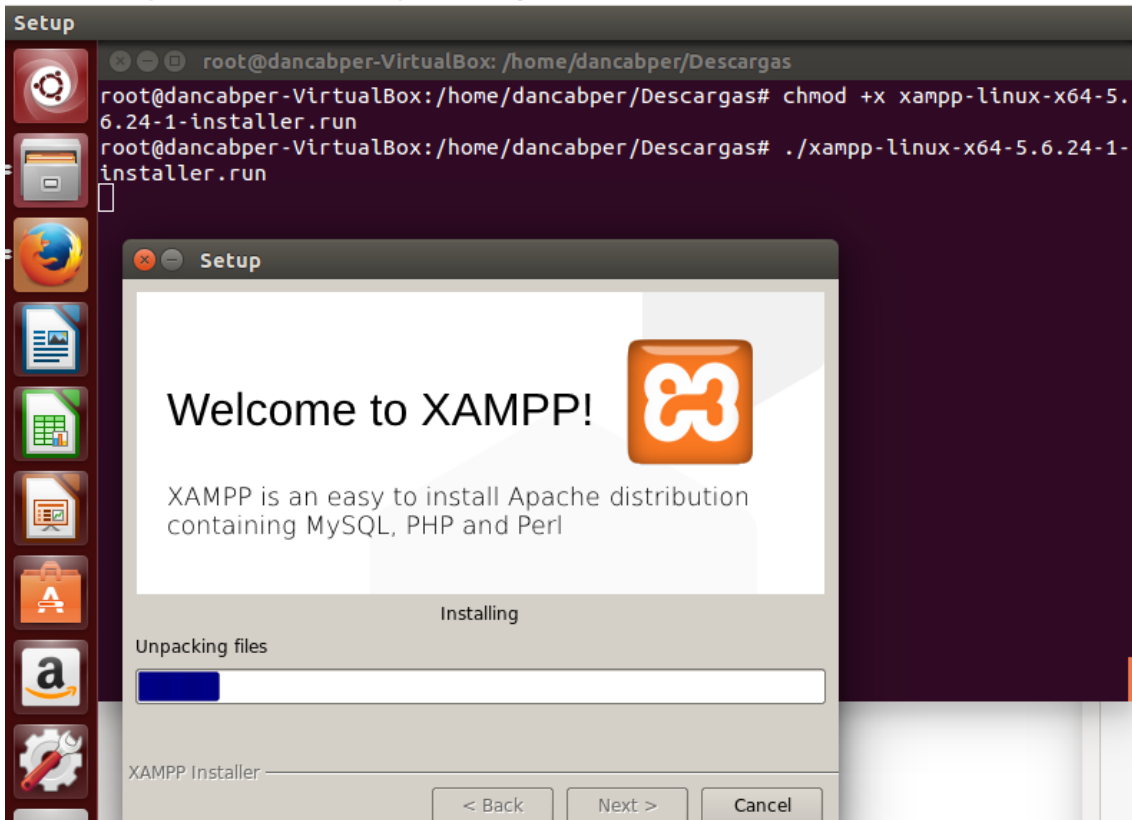 Setup
root@dancabper-VirtualBox: /home/dancabper/Descargas
root@dancabper-VirtualBox:/home/dancabper/Descargas# chmod +x xampp-linux-x64-5.
6.24-1-installer.run
root@dancabper-VirtualBox:/home/dancabper/Descargas# ./xampp-linux-x64-5.6.24-1-
installer.run
Setup
Welcome to XAMPP!
XAMPP is an easy to install Apache distribution
containing MySQL, PHP and Perl
Installing
Unpacking files
XAMPP Installer
< Back Next > Cancel